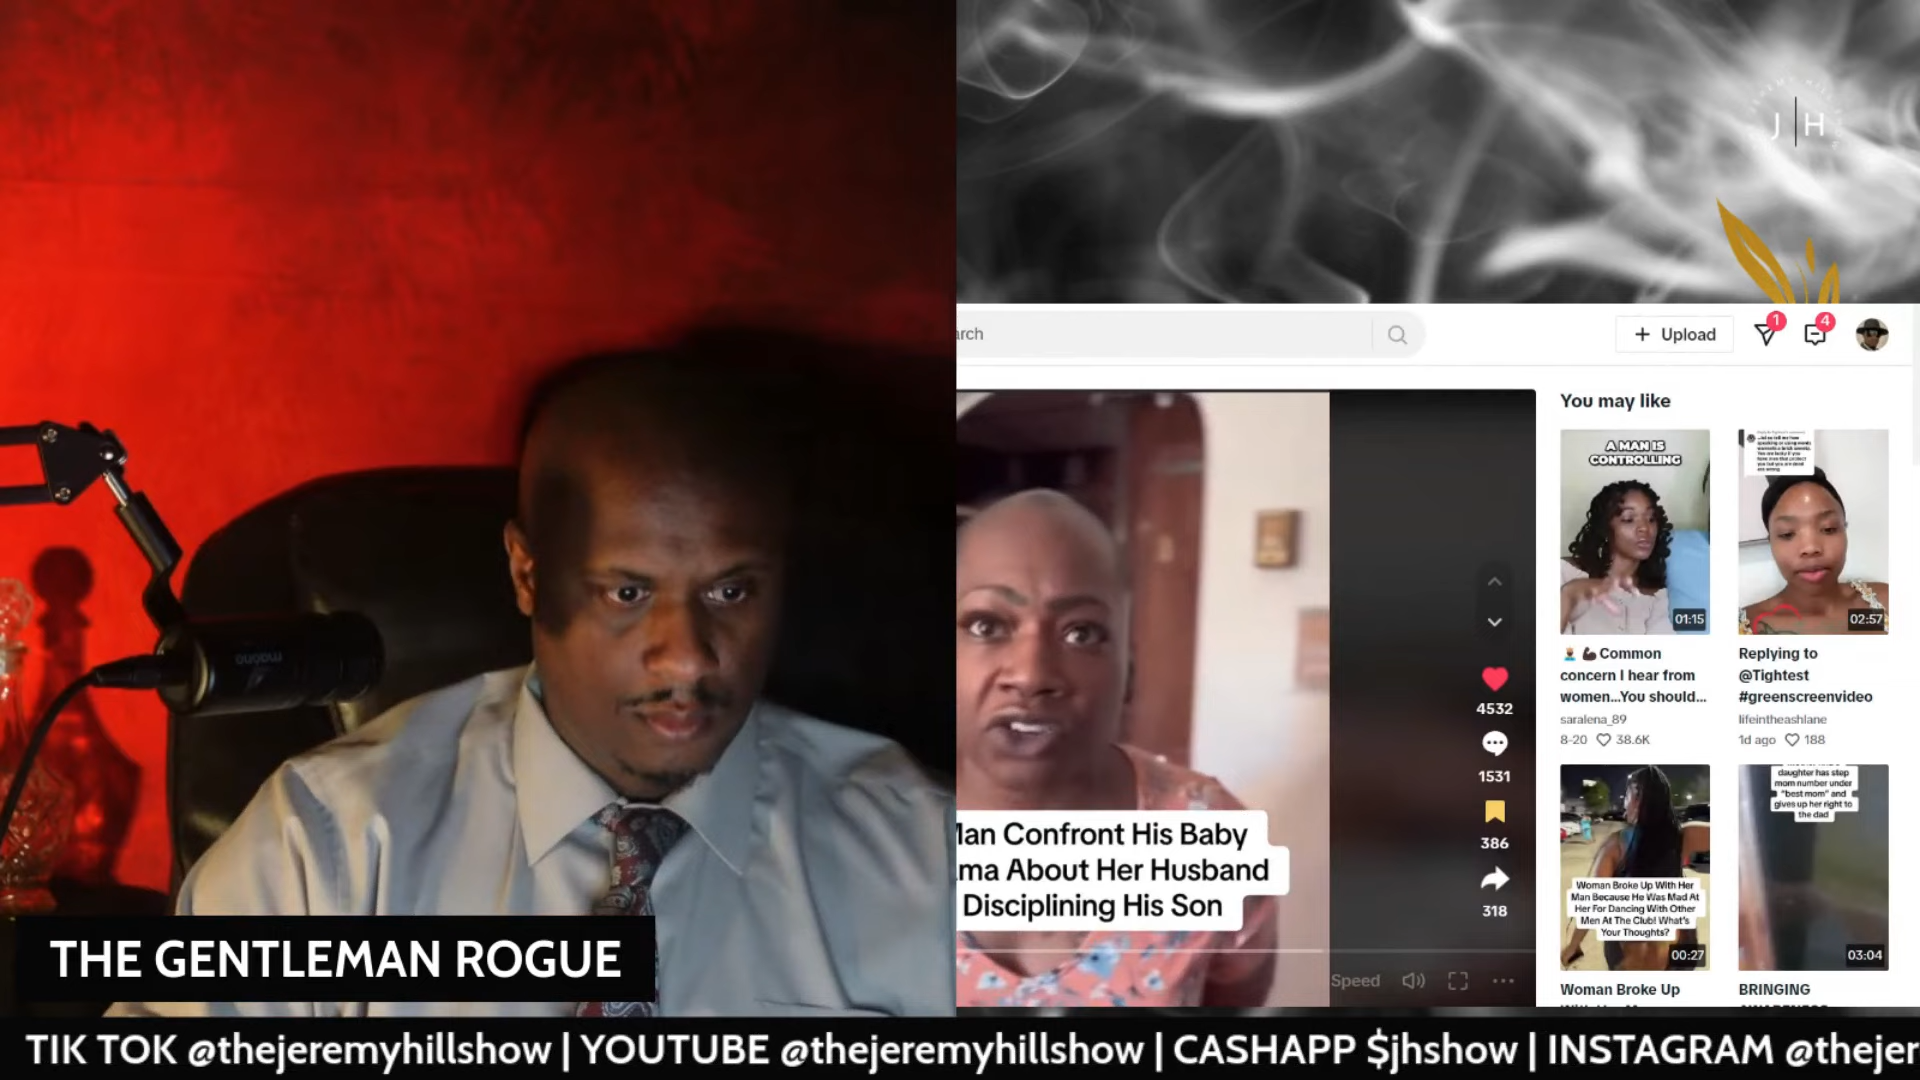 J|H
arch
+ Upload
1
4
You may like
A MAN IS
CONTROLLING
01:15
02:57
Common
concern I hear from
women...You should...
saralena_89
8-20 38.6K
Replying to
@Tightest
#greenscreenvideo
lifeintheashlane
1d ago 188
4532
1531
386
318
Man Confront His Baby
ma About Her Husband
Disciplining His Son
Speed
Woman Broke Up With Her
Man Because He Was Mad At
Her For Dancing With Other
Men At The Club! What's
Your Thoughts?
00:27
daughter has step
mom number under
"best mom" and
gives up her right to
the dad
03:04
Woman Broke Up
BRINGING
maono
THE GENTLEMAN ROGUE
TIK TOK @thejeremyhillshow | YOUTUBE @thejeremyhillshow | CASHAPP $jhshow | INSTAGRAM @thejer